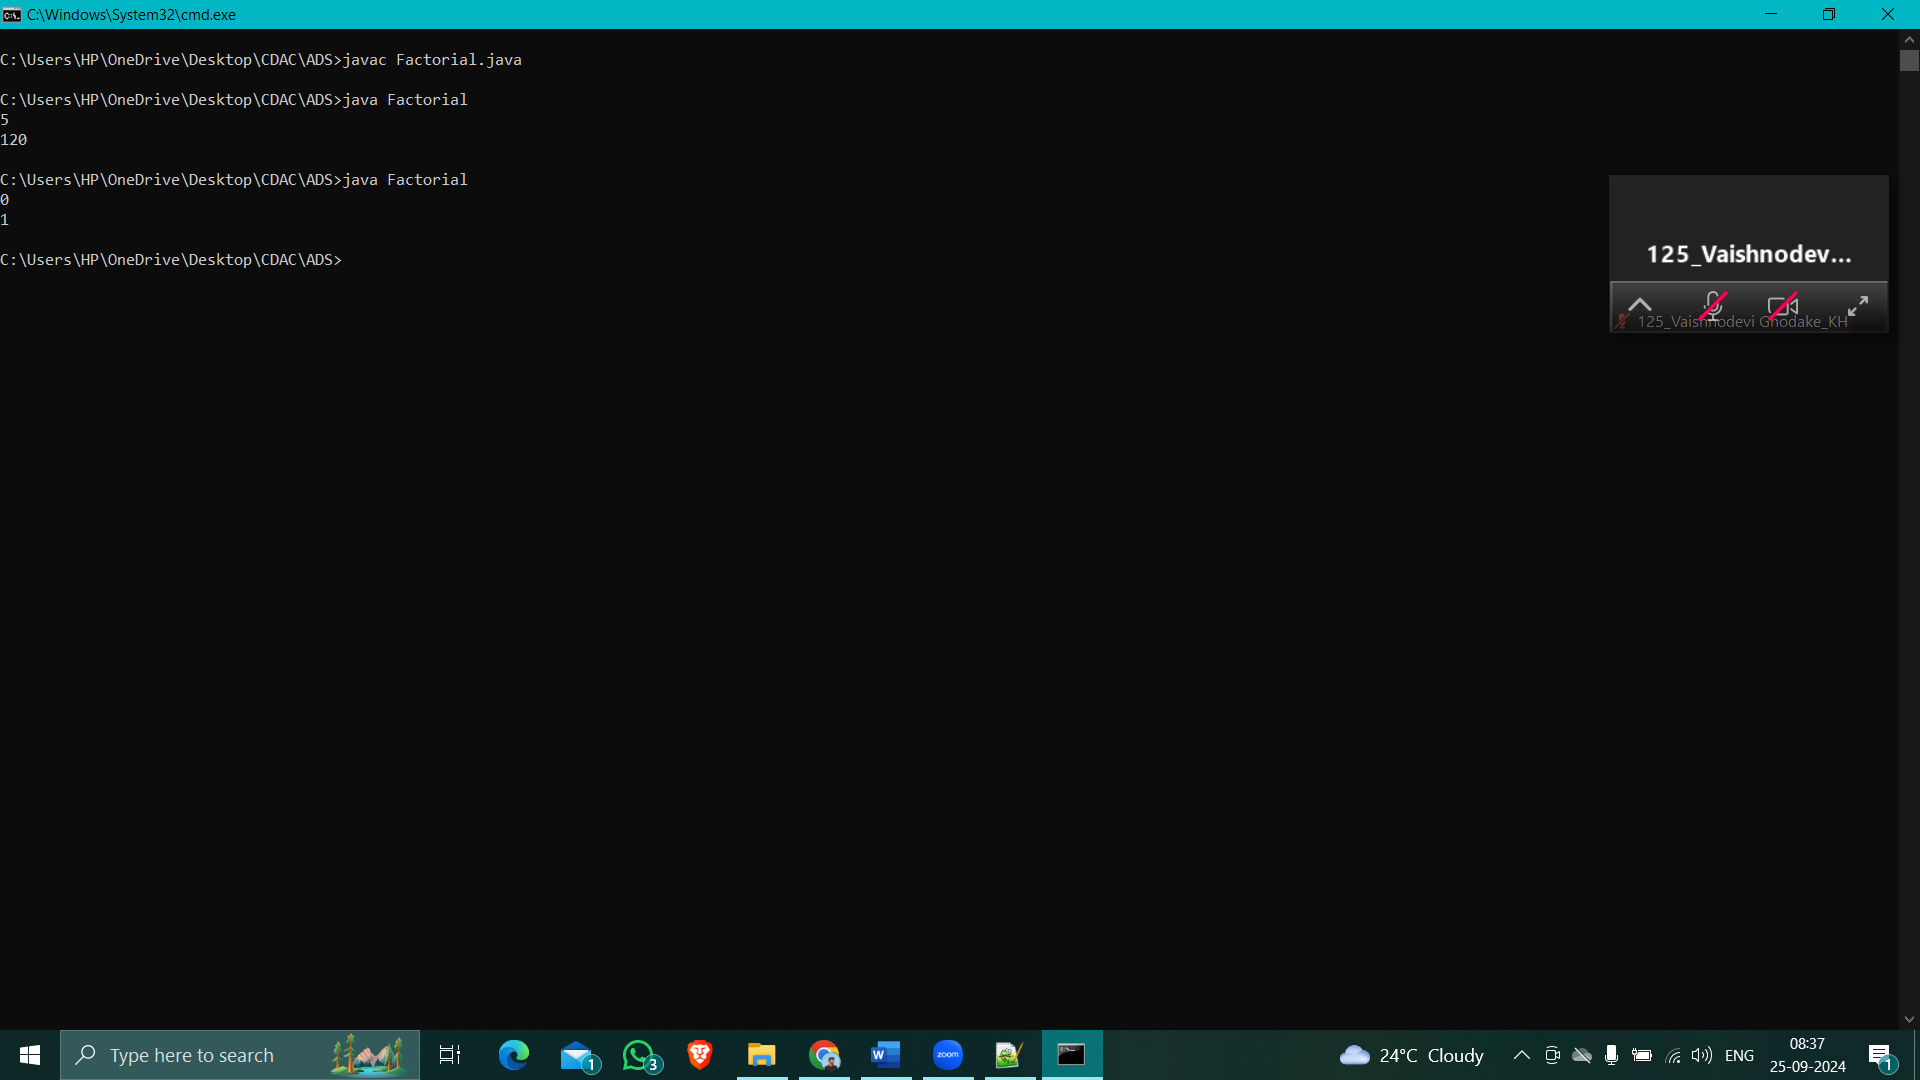 C:\Windows\System32\cmd.exe
C:\Users\HP\OneDrive\Desktop\CDAC\ADS>javac Factorial.java
C:\Users\HP\OneDrive\Desktop\CDAC\ADS>java Factorial
5
120
C:\Users\HP\OneDrive\Desktop\CDAC\ADS>java Factorial
0
1
C:\Users\HP\OneDrive\Desktop\CDAC\ADS>
125_Vaishnodev...
125_Vaishnodevi Ghodake_KH
Type here to search
1
3
W
zoom
24°C Cloudy
ENG
08:37
25-09-2024
1